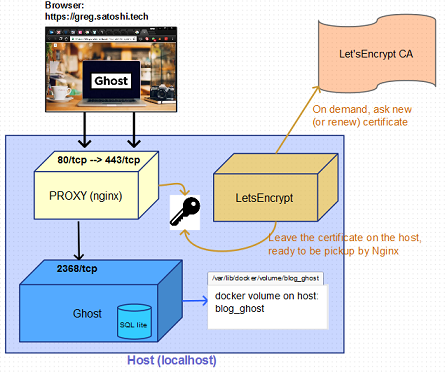 Browser:
https://greg.satoshi.tech
Ghost
Let'sEncrypt CA
On demand, ask new
(or renew) certificate
80/tcp --> 443/tcp
PROXY (nginx)
LetsEncrypt
Leave the certificate on the host,
ready to be pickup by Nginx
2368/tcp
Ghost
SQL lite
/var/lib/docker/volume/blog_ghost
docker volume on host:
blog_ghost
Host (localhost)